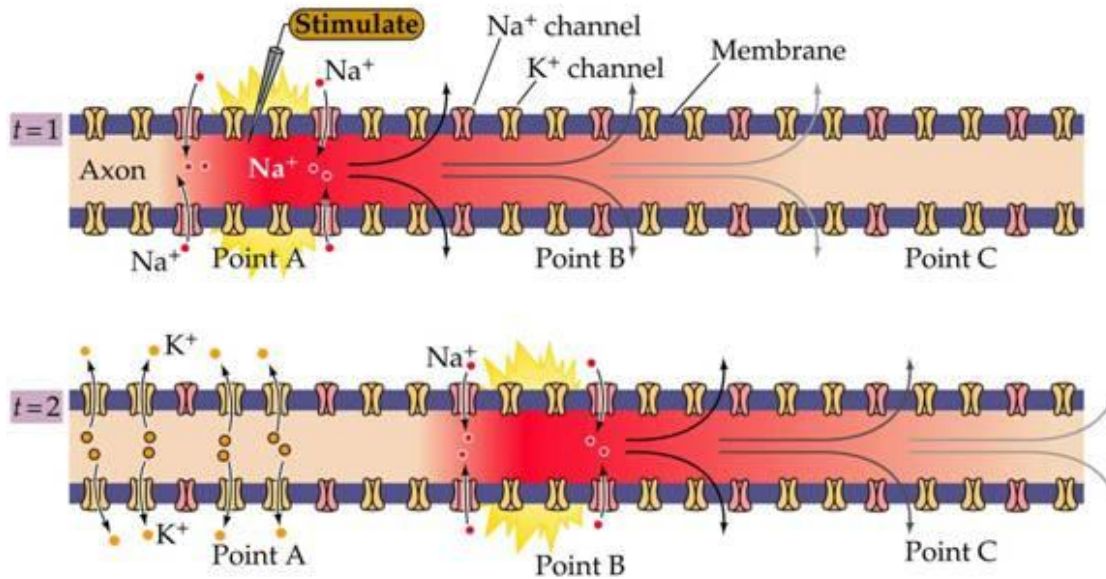 Stimulate
Na⁺ channel
K⁺ channel
Membrane
Na⁺
t = 1
Axon
Na⁺
Na⁺
Point A
Point B
Point C
K⁺
Na⁺
t = 2
K⁺
Point A
Point B
Point C